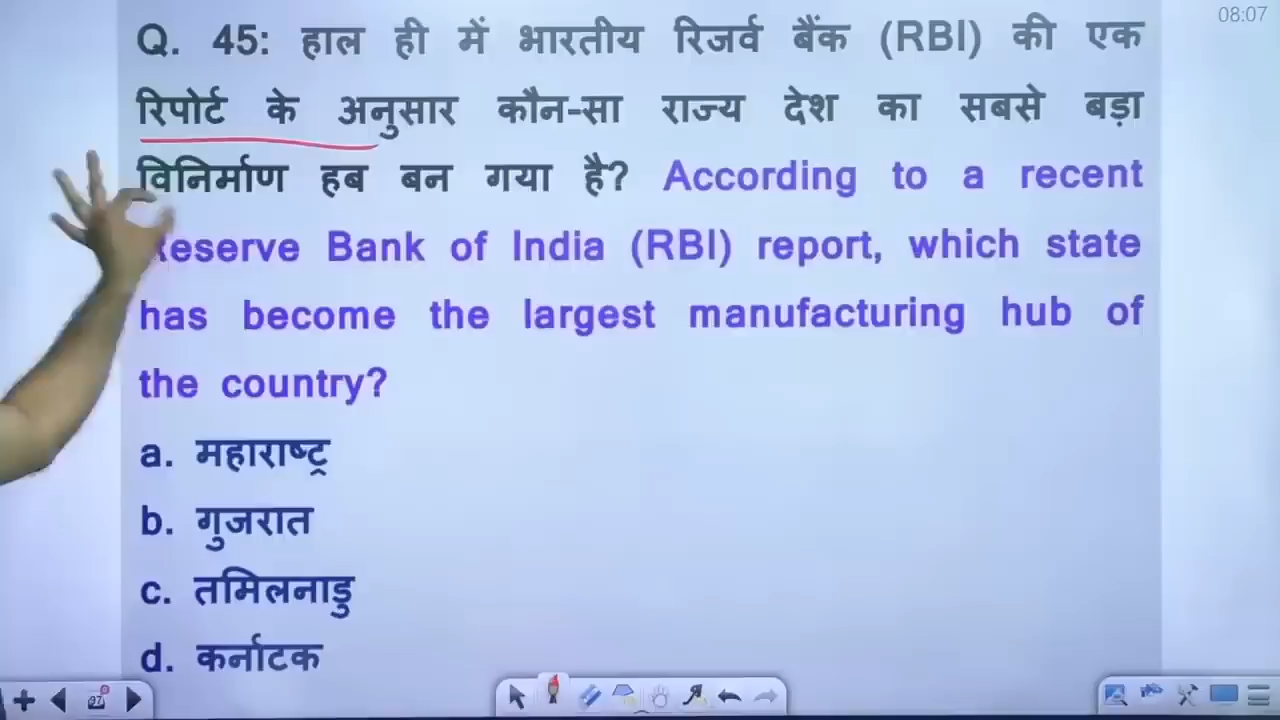 08:07
Q. 45: हाल ही में भारतीय रिजर्व बैंक (RBI) की एक
रिपोर्ट के अनुसार कौन-सा राज्य देश का सबसे बड़ा
विनिर्माण हब बन गया है? According to a recent
Reserve Bank of India (RBI) report, which state
has become the largest manufacturing hub of
the country?
a. महाराष्ट्र
b. गुजरात
c. तमिलनाडु
d. कर्नाटक
97